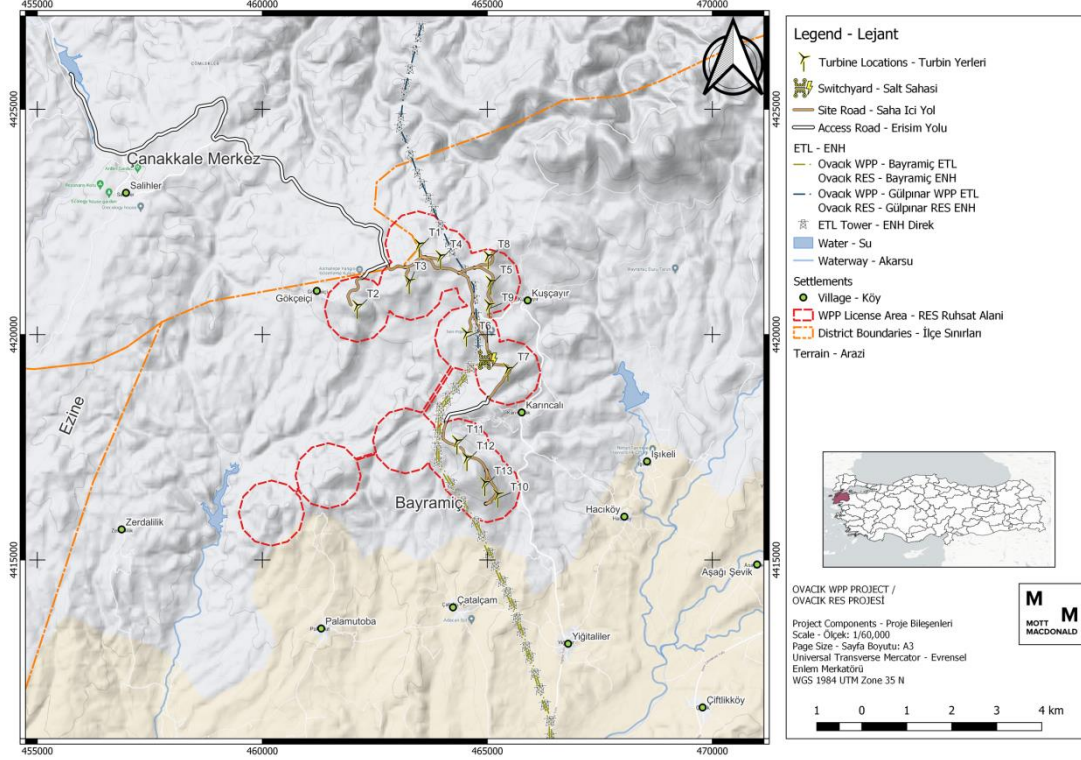 455000
460000
465000
470000
4425000
4425000
Çanakkale Merkez
Salihler
T1
T4
T8
T3
T5
T2
T9
Gökçeiçi
Kuşçayır
4420000
4420000
T6
T7
Karıncalı
Ezine
T11
T12
T13
T10
Işıkeli
Bayramiç
Zerdalilik
Hacıköy
4415000
4415000
Aşağı Şevik
Çatalçam
Palamutoba
Yiğitaliler
Çiftlikköy
455000
460000
465000
470000
Legend - Lejant
Turbine Locations - Turbin Yerleri
Switchyard - Salt Sahasi
Site Road - Saha Ici Yol
Access Road - Erisim Yolu
ETL - ENH
Ovacık WPP - Bayramiç ETL
Ovacık RES - Bayramiç ENH
Ovacık WPP - Gülpınar WPP ETL
Ovacık RES - Gülpınar RES ENH
ETL Tower - ENH Direk
Water - Su
Waterway - Akarsu
Settlements
Village - Köy
WPP License Area - RES Ruhsat Alani
District Boundaries - İlçe Sınırları
Terrain - Arazi
OVACIK WPP PROJECT /
OVACIK RES PROJESİ
Project Components - Proje Bileşenleri
Scale - Ölçek: 1/60,000
Page Size - Sayfa Boyutu: A3
Universal Transverse Mercator - Evrensel
Enlem Merkatörü
WGS 1984 UTM Zone 35 N
M
M
MOTT
MACDONALD
1 0 1 2 3 4 km